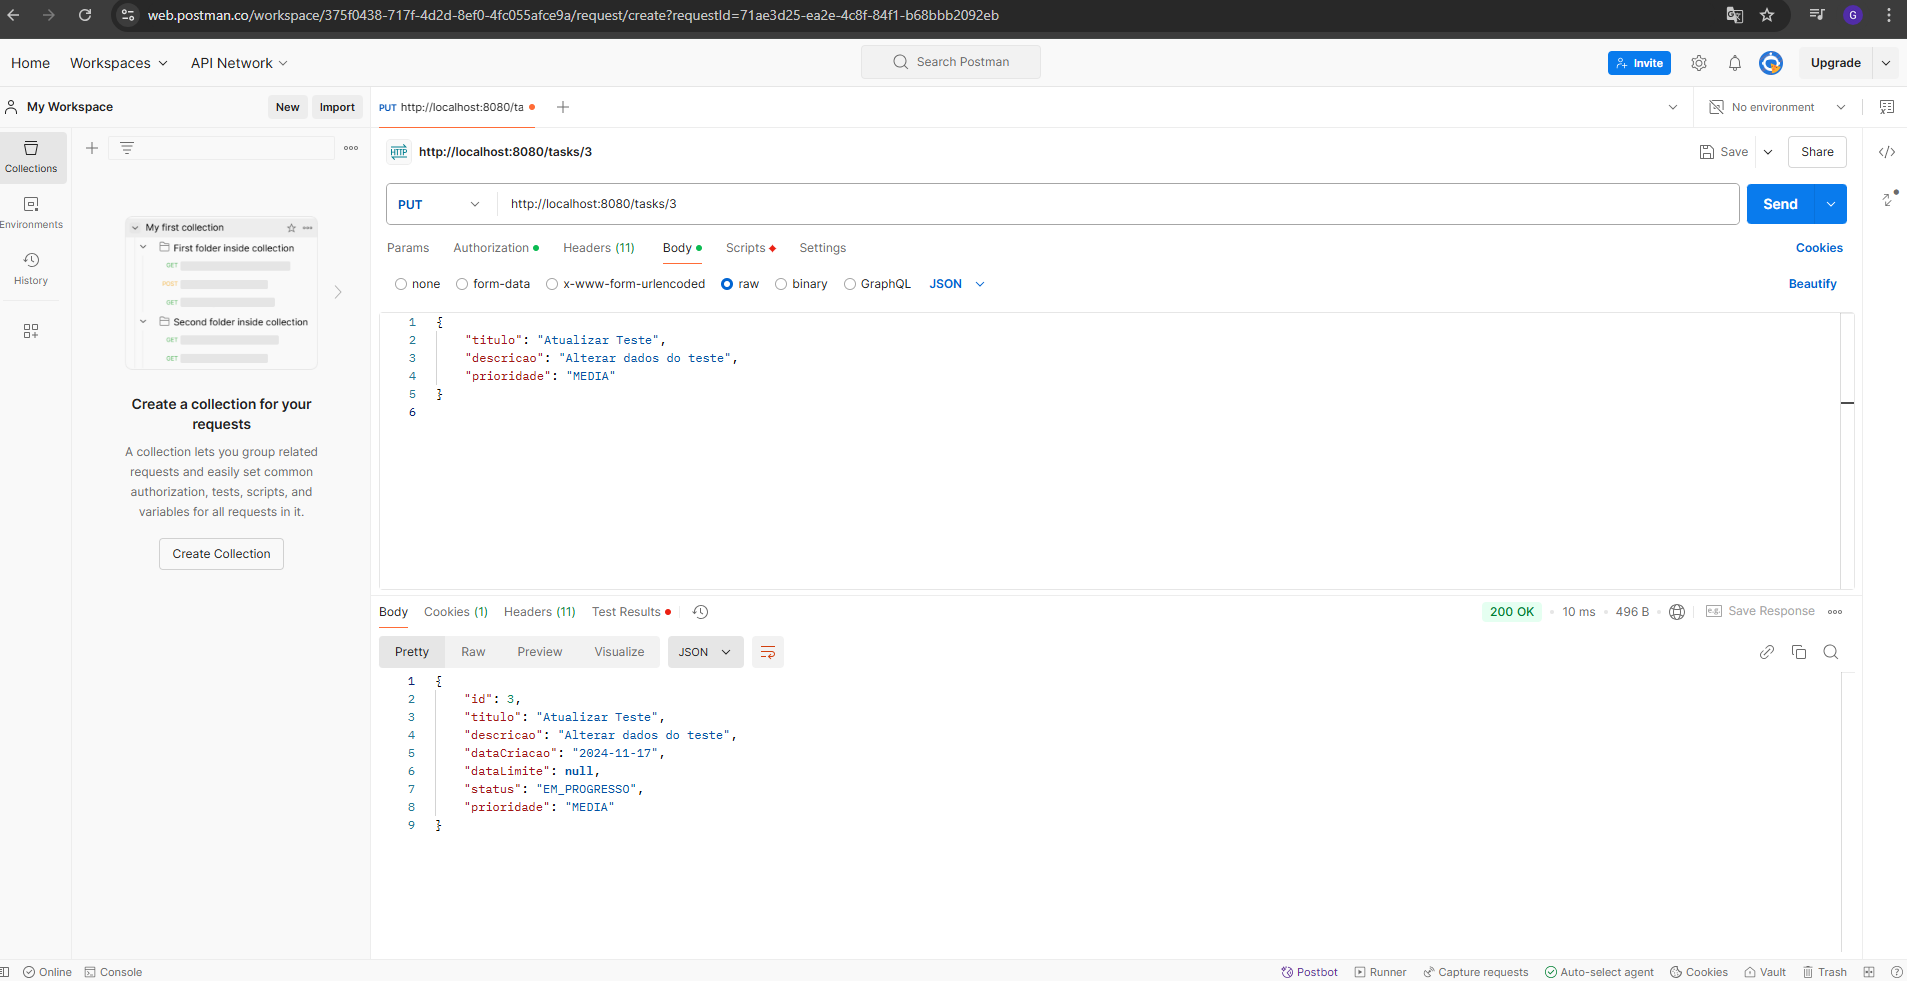 web.postman.co/workspace/375f0438-717f-4d2d-8ef0-4fc055afce9a/request/create?requestId=71ae3d25-ea2e-4c8f-84f1-b68bbb2092eb
G
Home Workspaces API Network
Search Postman
Invite
Upgrade
My Workspace
New Import
PUT http://localhost:8080/ta
No environment
Collections
Environments
History
My first collection
First folder inside collection
GET
POST
GET
Second folder inside collection
GET
GET
Create a collection for your
requests
A collection lets you group related
requests and easily set common
authorization, tests, scripts, and
variables for all requests in it.
Create Collection
HTTP http://localhost:8080/tasks/3
Save Share
PUT http://localhost:8080/tasks/3
Send
Params Authorization Headers (11) Body Scripts Settings Cookies
none form-data x-www-form-urlencoded raw binary GraphQL JSON Beautify
1 {
2 "titulo": "Atualizar Teste",
3 "descricao": "Alterar dados do teste",
4 "prioridade": "MEDIA"
5 }
6
Body Cookies (1) Headers (11) Test Results
200 OK 10 ms 496 B e.g. Save Response
Pretty Raw Preview Visualize JSON
1 {
2 "id": 3,
3 "titulo": "Atualizar Teste",
4 "descricao": "Alterar dados do teste",
5 "dataCriacao": "2024-11-17",
6 "dataLimite": null,
7 "status": "EM_PROGRESSO",
8 "prioridade": "MEDIA"
9 }
Online Console Postbot Runner Capture requests Auto-select agent Cookies Vault Trash